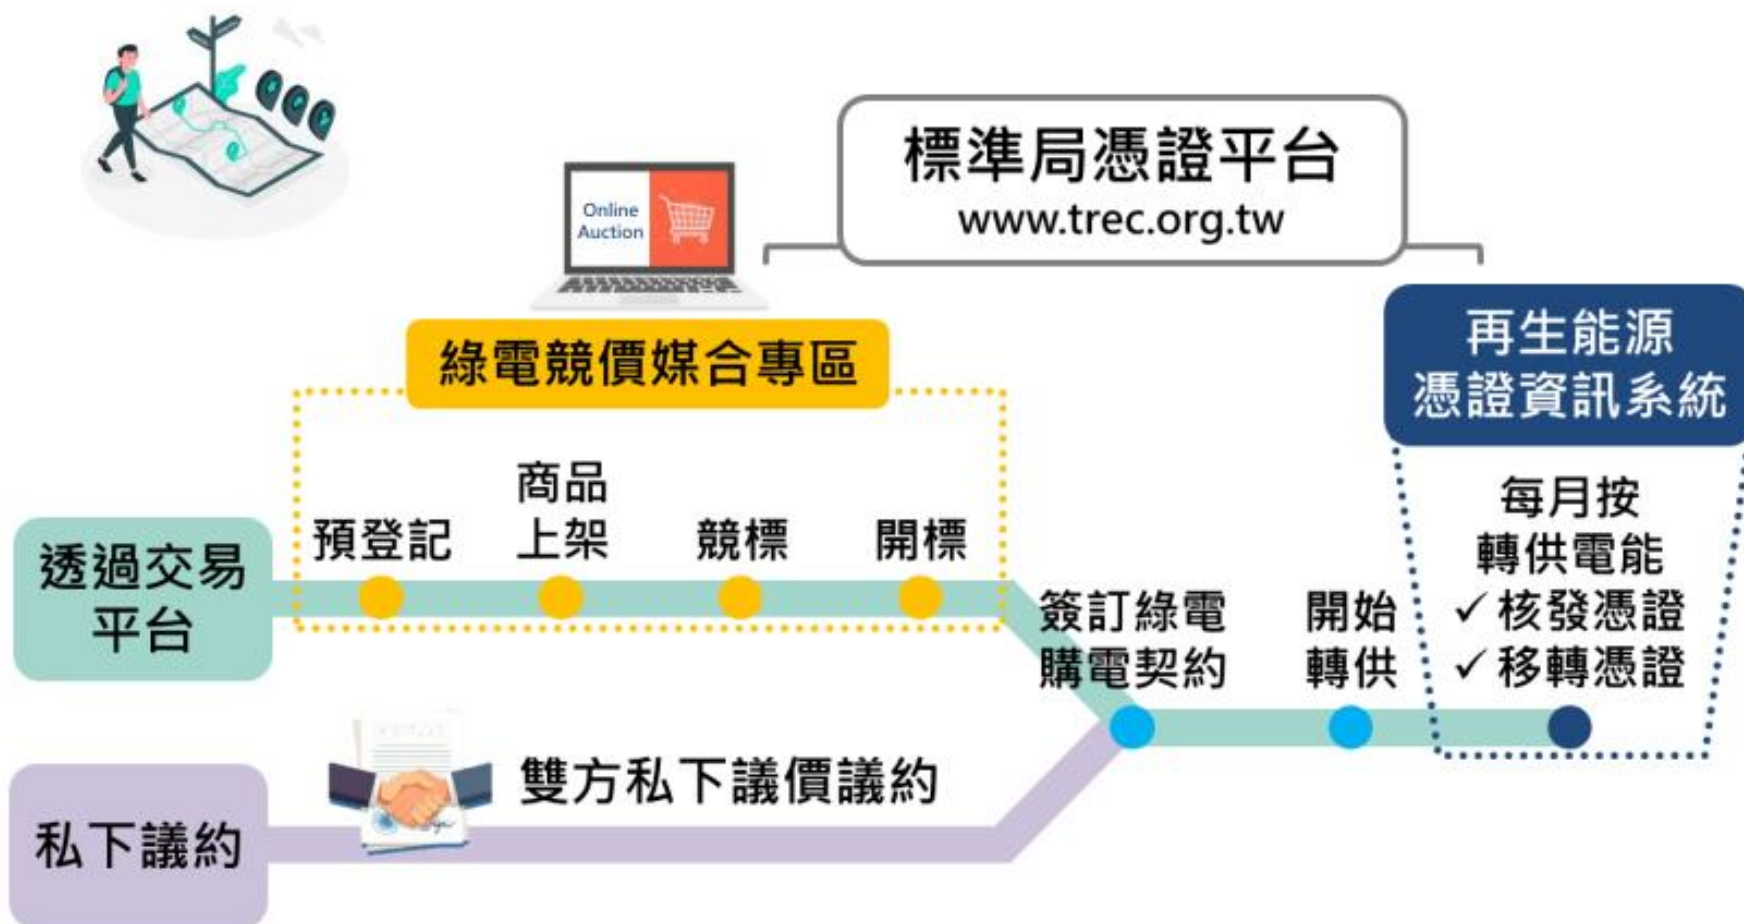 標準局憑證平台
www.trec.org.tw
Online
Auction
綠電競價媒合專區
再生能源
憑證資訊系統
透過交易
平台
預登記
商品
上架
競標
開標
簽訂綠電
購電契約
開始
轉供
每月按
轉供電能
✓核發憑證
✓移轉憑證
私下議約
雙方私下議價議約